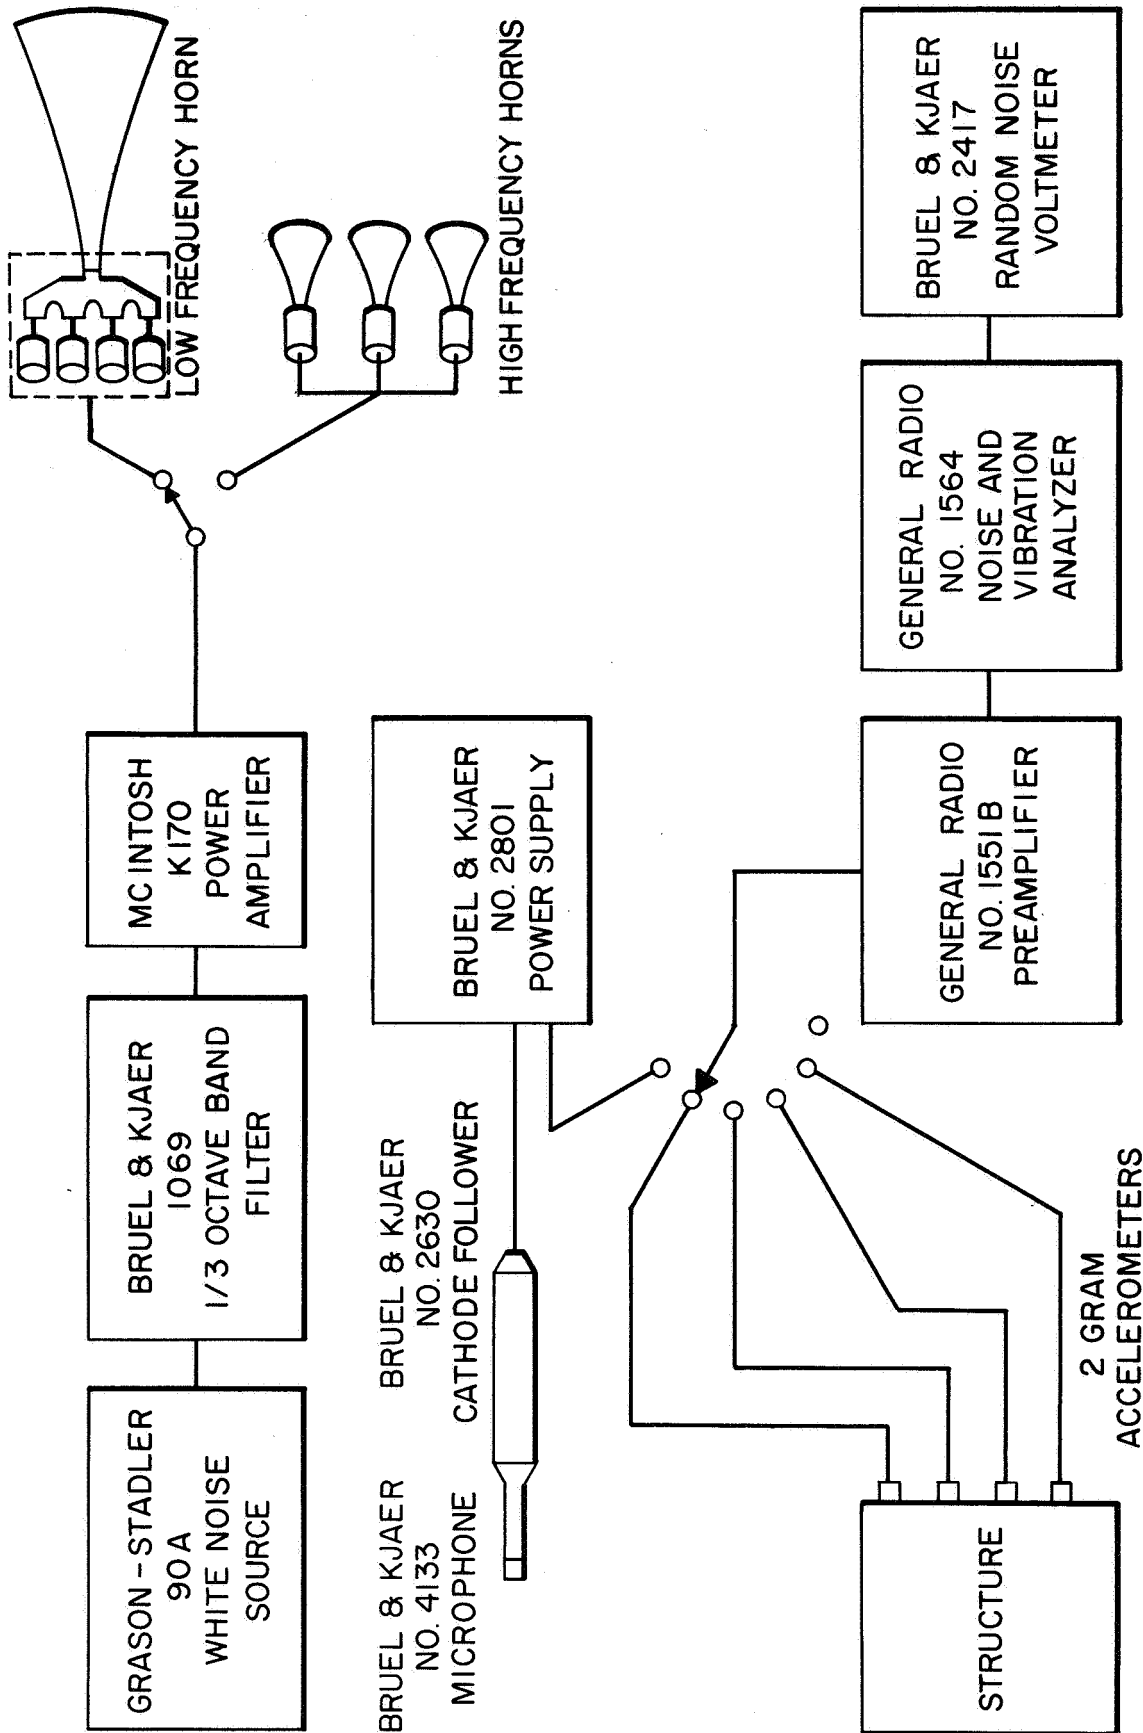 GRASON-STADLER
90A
WHITE NOISE
SOURCE
BRUEL & KJAER
1069
1/3 OCTAVE BAND
FILTER
MCINTOSH
K170
POWER
AMPLIFIER
LOW FREQUENCY HORN
HIGH FREQUENCY HORNS
BRUEL & KJAER
NO. 4133
MICROPHONE
BRUEL & KJAER
NO. 2630
CATHODE FOLLOWER
BRUEL & KJAER
NO. 2801
POWER SUPPLY
STRUCTURE
2 GRAM
ACCELEROMETERS
GENERAL RADIO
NO. 1551B
PREAMPLIFIER
GENERAL RADIO
NO. 1564
NOISE AND
VIBRATION
ANALYZER
BRUEL & KJAER
NO. 2417
RANDOM NOISE
VOLTMETER